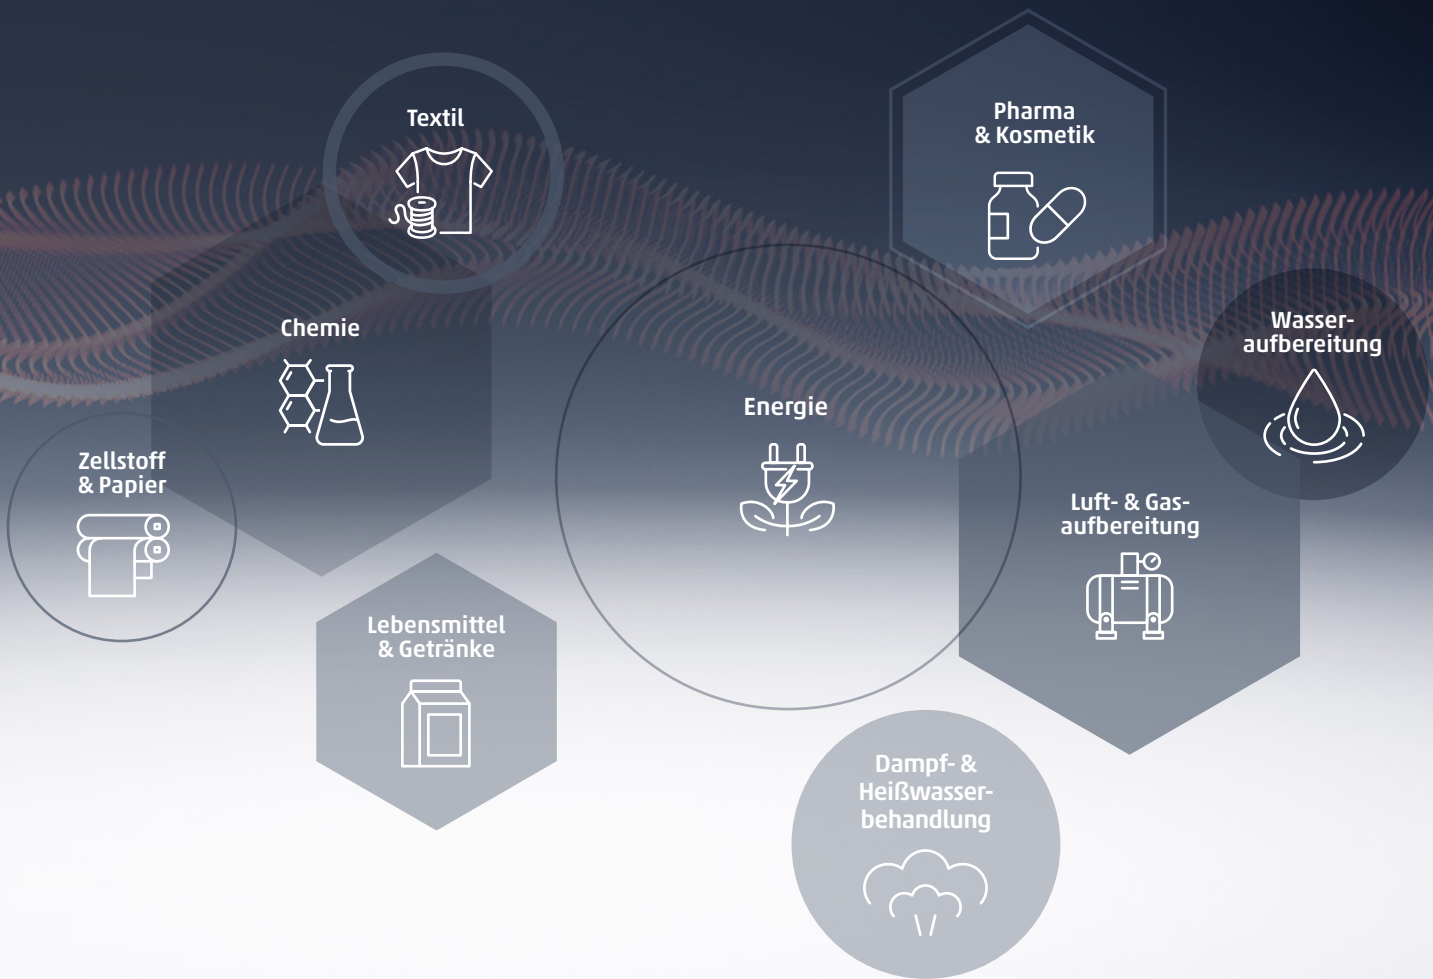 Textil
Pharma
& Kosmetik
Chemie
Wasser-
aufbereitung
Energie
Zellstoff
& Papier
Luft- & Gas-
aufbereitung
Lebensmittel
& Getränke
Dampf- &
Heißwasser-
behandlung